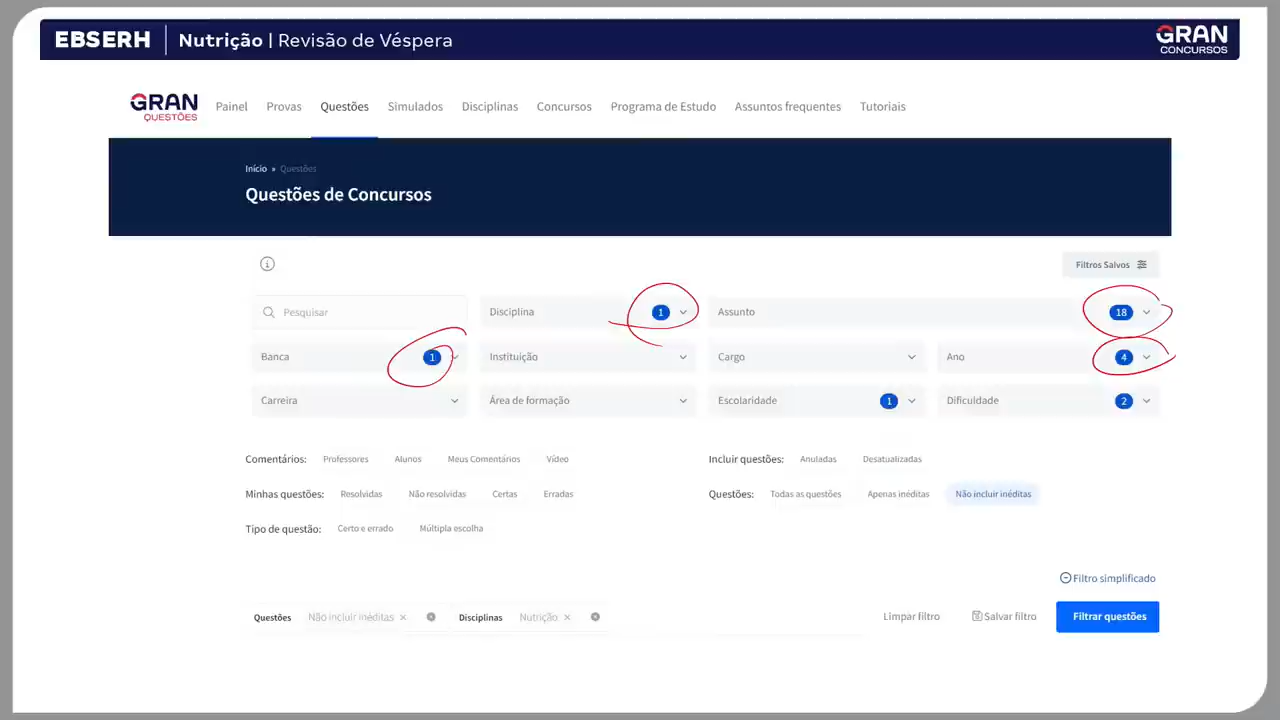 EBSERH Nutrição | Revisão de Véspera GRAN CONCURSOS
GRAN QUESTÕES Painel Provas Questões Simulados Disciplinas Concursos Programa de Estudo Assuntos frequentes Tutoriais
Início » Questões
Questões de Concursos
Filtros Salvos
Pesquisar Disciplina 1 Assunto 18
Banca 1 Instituição Cargo Ano 4
Carreira Área de formação Escolaridade 1 Dificuldade 2
Comentários: Professores Alunos Meus Comentários Vídeo Incluir questões: Anuladas Desatualizadas
Minhas questões: Resolvidas Não resolvidas Certas Erradas Questões: Todas as questões Apenas inéditas Não incluir inéditas
Tipo de questão: Certo e errado Múltipla escolha
Filtro simplificado
Questões Não incluir inéditas × Disciplinas Nutrição × Limpar filtro Salvar filtro Filtrar questões